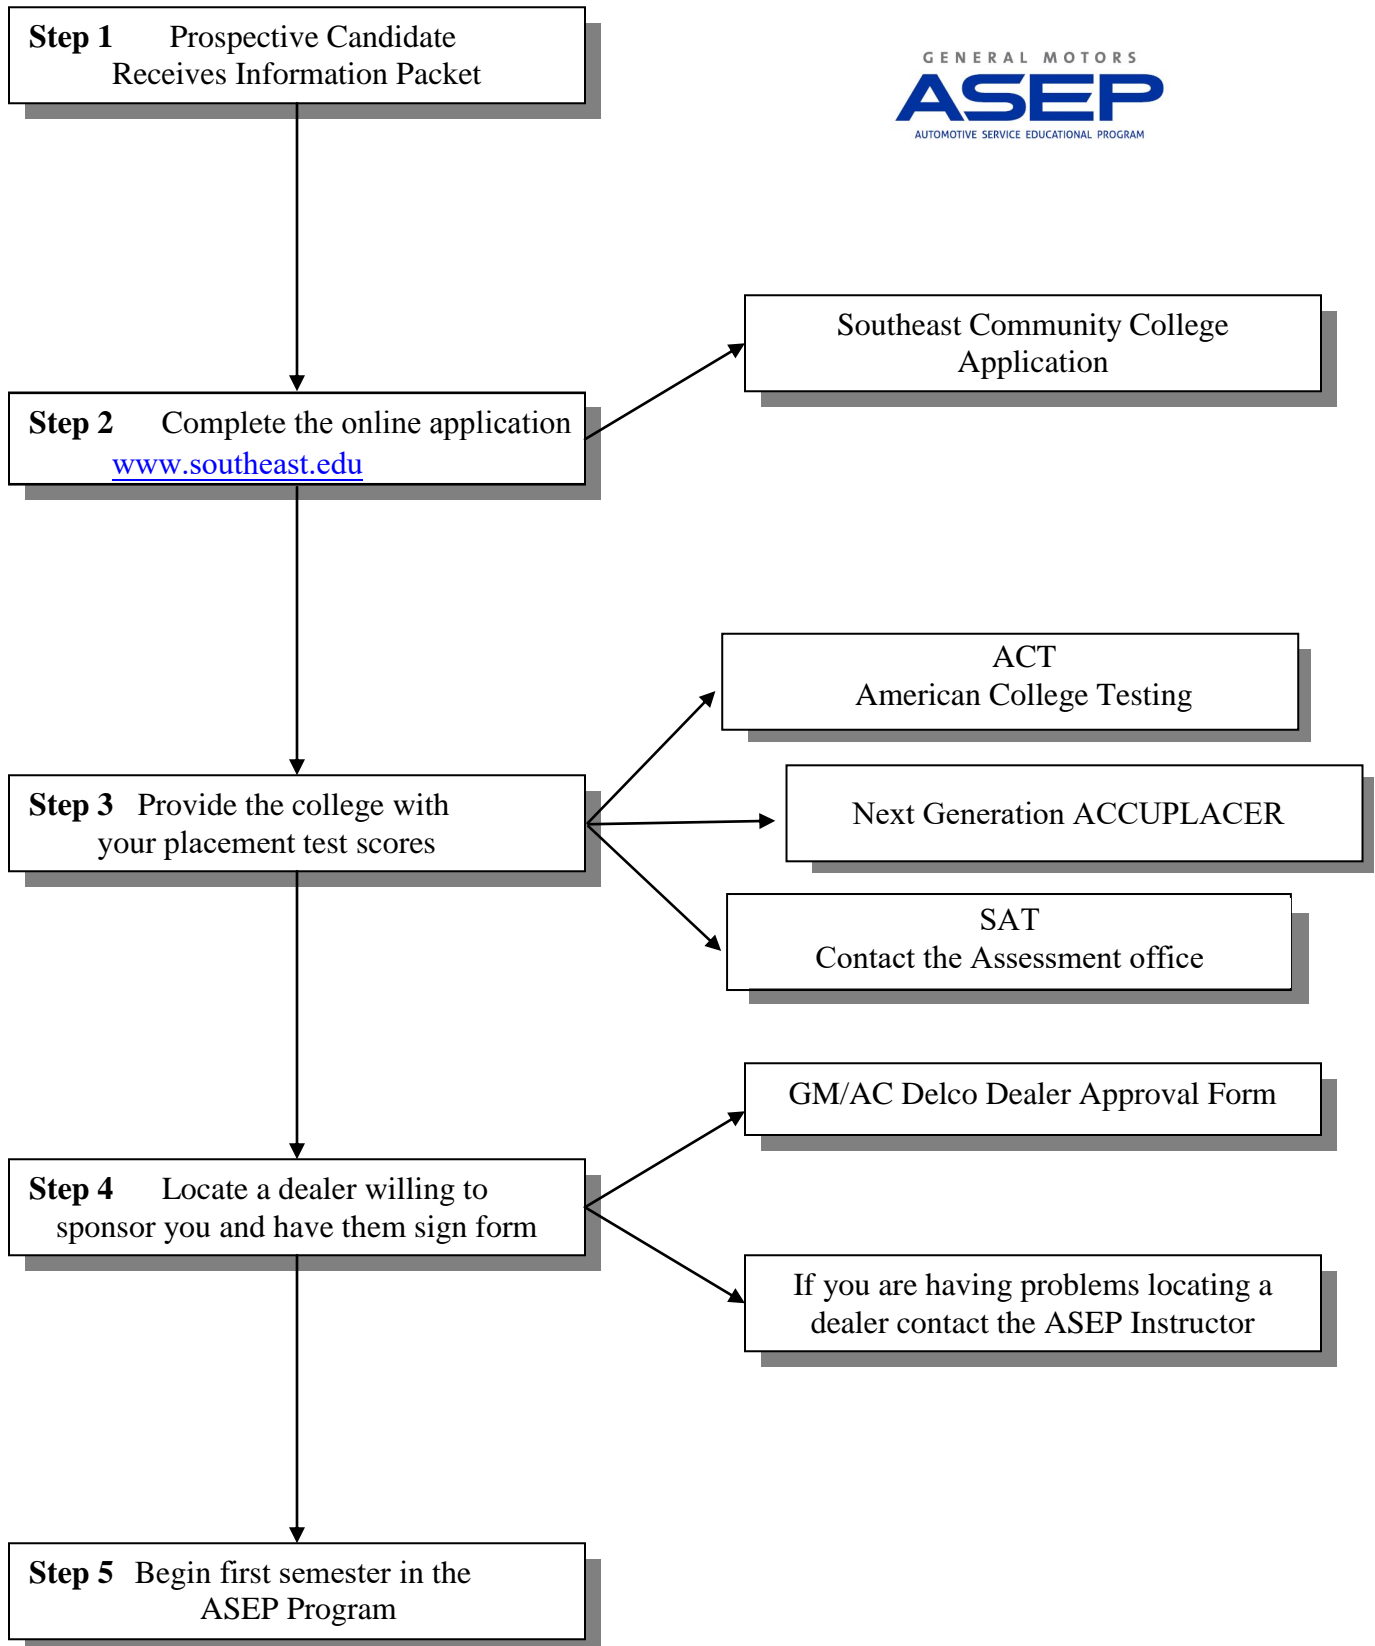 Step 1 Prospective Candidate
Receives Information Packet
GENERAL MOTORS
ASEP
AUTOMOTIVE SERVICE EDUCATIONAL PROGRAM
Southeast Community College
Application
Step 2 Complete the online application
www.southeast.edu
ACT
American College Testing
Step 3 Provide the college with
your placement test scores
Next Generation ACCUPLACER
SAT
Contact the Assessment office
GM/AC Delco Dealer Approval Form
Step 4 Locate a dealer willing to
sponsor you and have them sign form
If you are having problems locating a
dealer contact the ASEP Instructor
Step 5 Begin first semester in the
ASEP Program